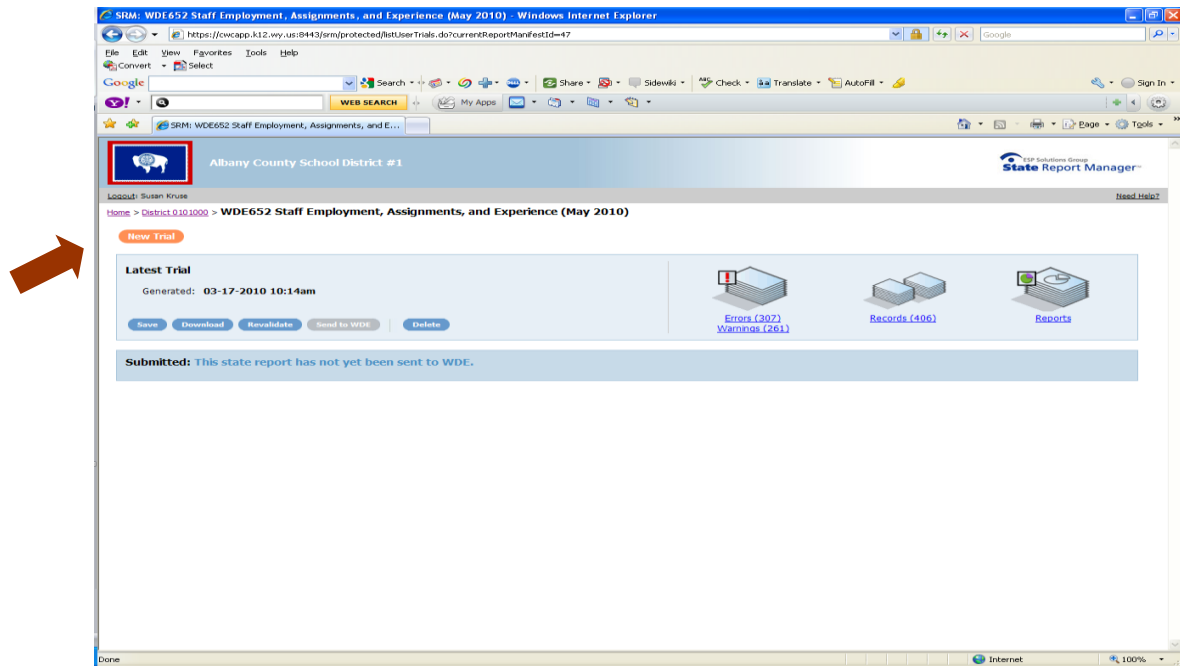 SRM: WDE652 Staff Employment, Assignments, and Experience (May 2010) - Windows Internet Explorer
https://cwcapp.k12.wy.us:8443/srm/protected/listUserTrials.do?currentReportManifestId=47
Google
File Edit View Favorites Tools Help
Convert Select
Google Search Share Sidewiki Check Translate AutoFill Sign In
Y! WEB SEARCH My Apps
SRM: WDE652 Staff Employment, Assignments, and E... Page Tools
Albany County School District #1
ESP Solutions Group
State Report Manager
Logout: Susan Kruse Need Help?
Home > District 0101000 > WDE652 Staff Employment, Assignments, and Experience (May 2010)
New Trial
Latest Trial
Generated: 03-17-2010 10:14am
Save Download Revalidate Send to WDE Delete
Errors (307)
Warnings (261)
Records (406)
Reports
Submitted: This state report has not yet been sent to WDE.
Done Internet 100%